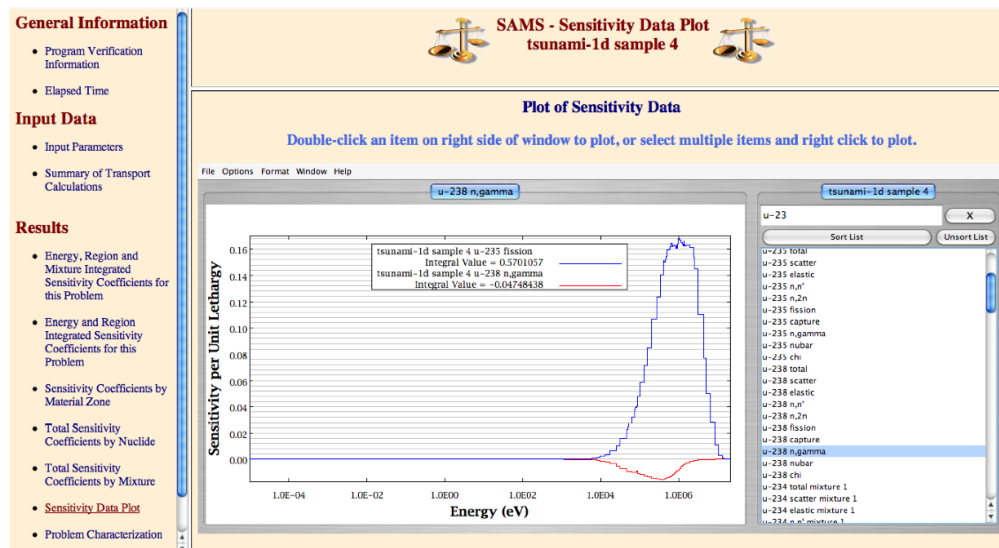 General Information
Program Verification
Information
Elapsed Time
Input Data
Input Parameters
Summary of Transport
Calculations
Results
Energy, Region and
Mixture Integrated
Sensitivity Coefficients for
this Problem
Energy and Region
Integrated Sensitivity
Coefficients for this
Problem
Sensitivity Coefficients by
Material Zone
Total Sensitivity
Coefficients by Nuclide
Total Sensitivity
Coefficients by Mixture
Sensitivity Data Plot
Problem Characterization
SAMS - Sensitivity Data Plot
tsunami-1d sample 4
Plot of Sensitivity Data
Double-click an item on right side of window to plot, or select multiple items and right click to plot.
File Options Format Window Help
u-238 n,gamma
tsunami-1d sample 4 u-235 fission
Integral Value = 0.5701057
tsunami-1d sample 4 u-238 n,gamma
Integral Value = -0.04748438
Sensitivity per Unit Lethargy
0.16
0.14
0.12
0.10
0.08
0.06
0.04
0.02
0.00
1.0E-04 1.0E-02 1.0E00 1.0E02 1.0E04 1.0E06
Energy (eV)
tsunami-1d sample 4
u-23 X
Sort List Unsort List
u-235 total
u-235 scatter
u-235 elastic
u-235 n,n'
u-235 n,2n
u-235 fission
u-235 capture
u-235 n,gamma
u-235 nubar
u-235 chi
u-238 total
u-238 scatter
u-238 elastic
u-238 n,n'
u-238 n,2n
u-238 fission
u-238 capture
u-238 n,gamma
u-238 nubar
u-238 chi
u-234 total mixture 1
u-234 scatter mixture 1
u-234 elastic mixture 1
u-234 n,n' mixture 1